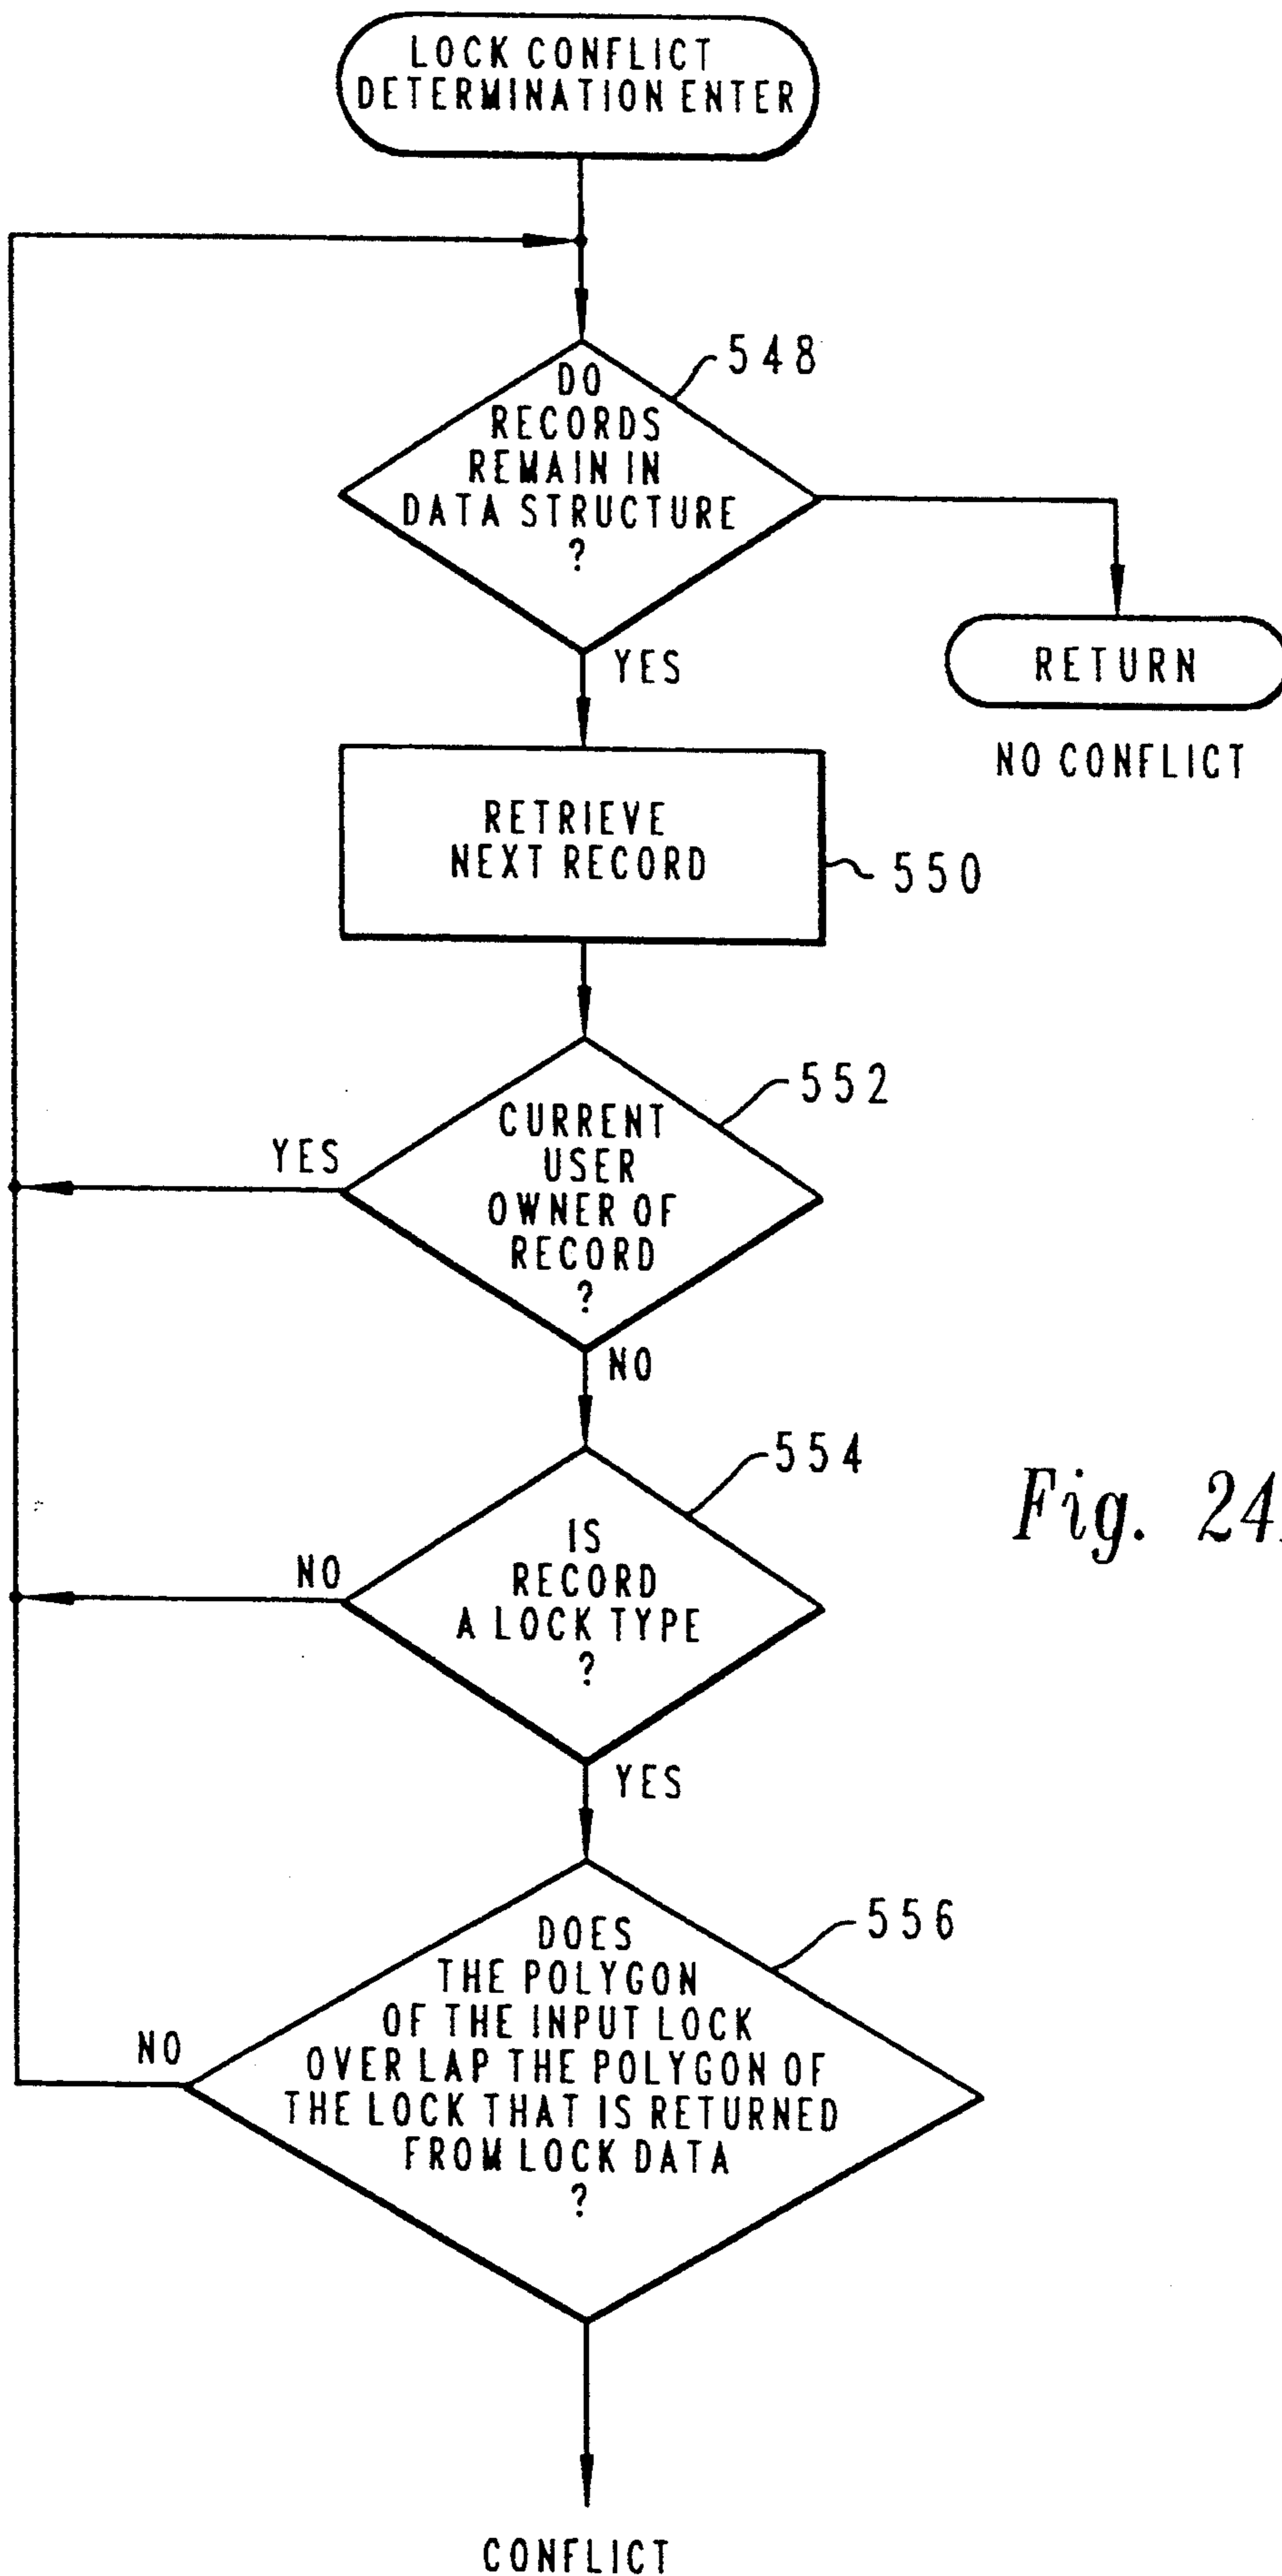 LOCK CONFLICT
DETERMINATION ENTER
548
DO
RECORDS
REMAIN IN
DATA STRUCTURE
?
YES
RETURN
NO CONFLICT
RETRIEVE
NEXT RECORD
550
552
CURRENT
USER
OWNER OF
RECORD
?
YES
NO
554
IS
RECORD
A LOCK TYPE
?
NO
YES
Fig. 24
556
DOES
THE POLYGON
OF THE INPUT LOCK
OVER LAP THE POLYGON OF
THE LOCK THAT IS RETURNED
FROM LOCK DATA
?
NO
CONFLICT